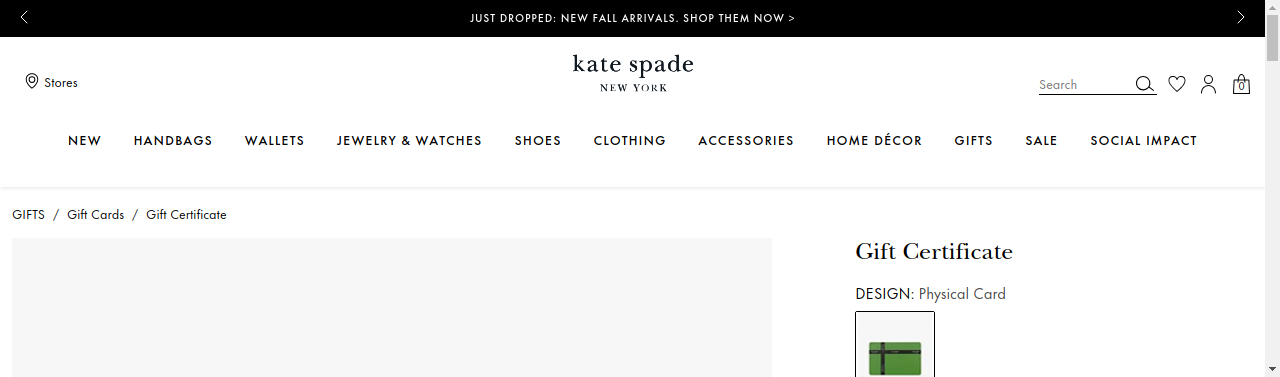 JUST DROPPED: NEW FALL ARRIVALS. SHOP THEM NOW >
kate spade
NEW YORK
Stores
Search
0
NEW HANDBAGS WALLETS JEWELRY & WATCHES SHOES CLOTHING ACCESSORIES HOME DÉCOR GIFTS SALE SOCIAL IMPACT
GIFTS / Gift Cards / Gift Certificate
Gift Certificate
DESIGN: Physical Card